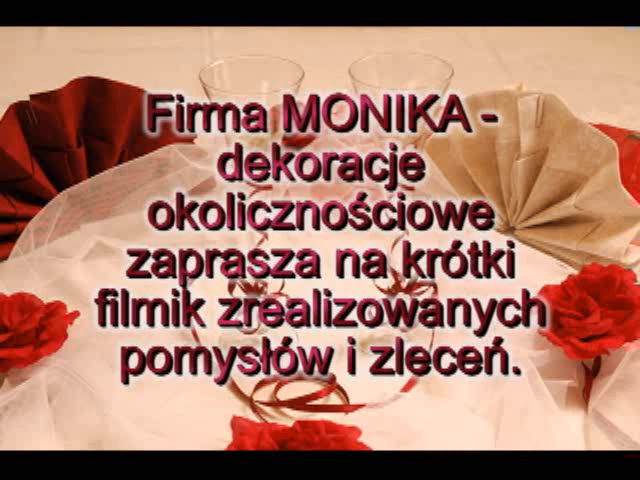 Firma MONIKA -
dekoracje
okolicznościowe
zaprasza na krótki
filmik zrealizowanych
pomysłów i zleceń.